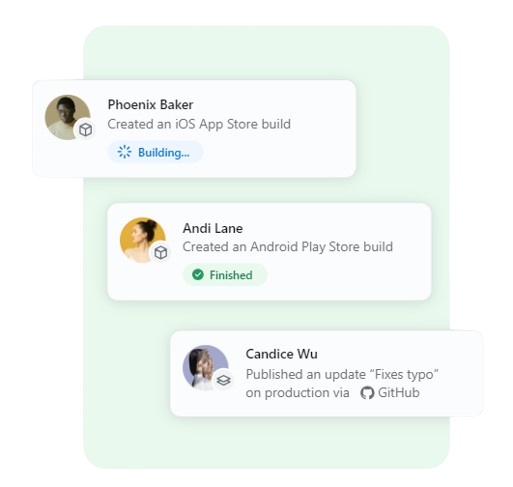 Phoenix Baker
Created an iOS App Store build
Building...
Andi Lane
Created an Android Play Store build
Finished
Candice Wu
Published an update “Fixes typo”
on production via GitHub